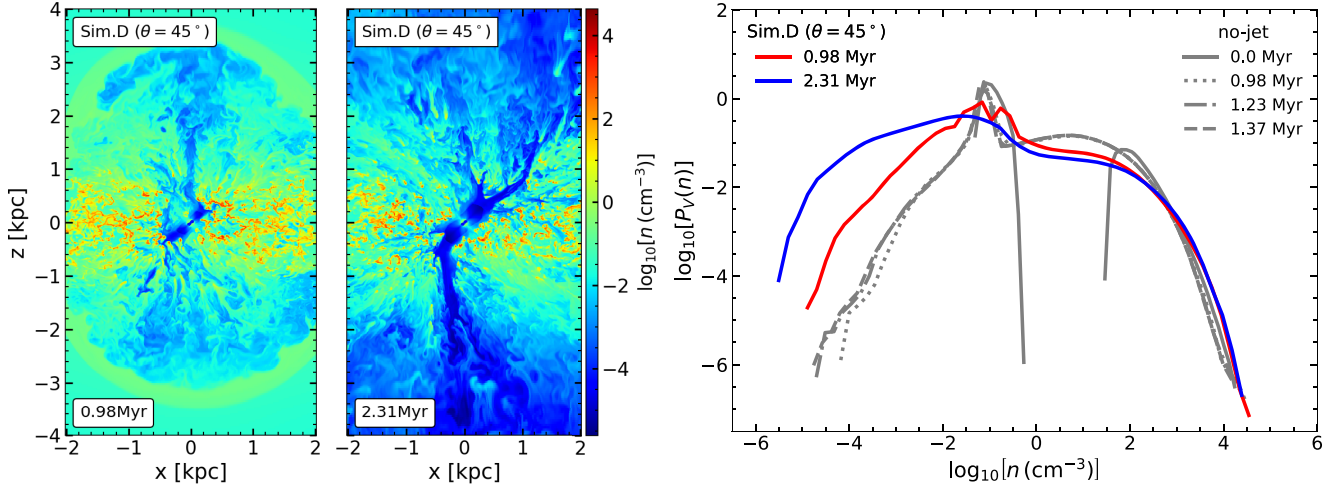 Sim.D (θ = 45°)
Sim.D (θ = 45°)
0.98Myr
2.31Myr
4
3
2
1
0
−1
−2
−3
−4
z [kpc]
−2 −1 0 1 2
−2 −1 0 1 2
x [kpc]
x [kpc]
4
2
0
−2
−4
log₁₀[n (cm⁻³)]
Sim.D (θ = 45°)
0.98 Myr
2.31 Myr
no-jet
0.0 Myr
0.98 Myr
1.23 Myr
1.37 Myr
2
0
−2
−4
−6
log₁₀[P_V(n)]
−6 −4 −2 0 2 4 6
log₁₀[n (cm⁻³)]